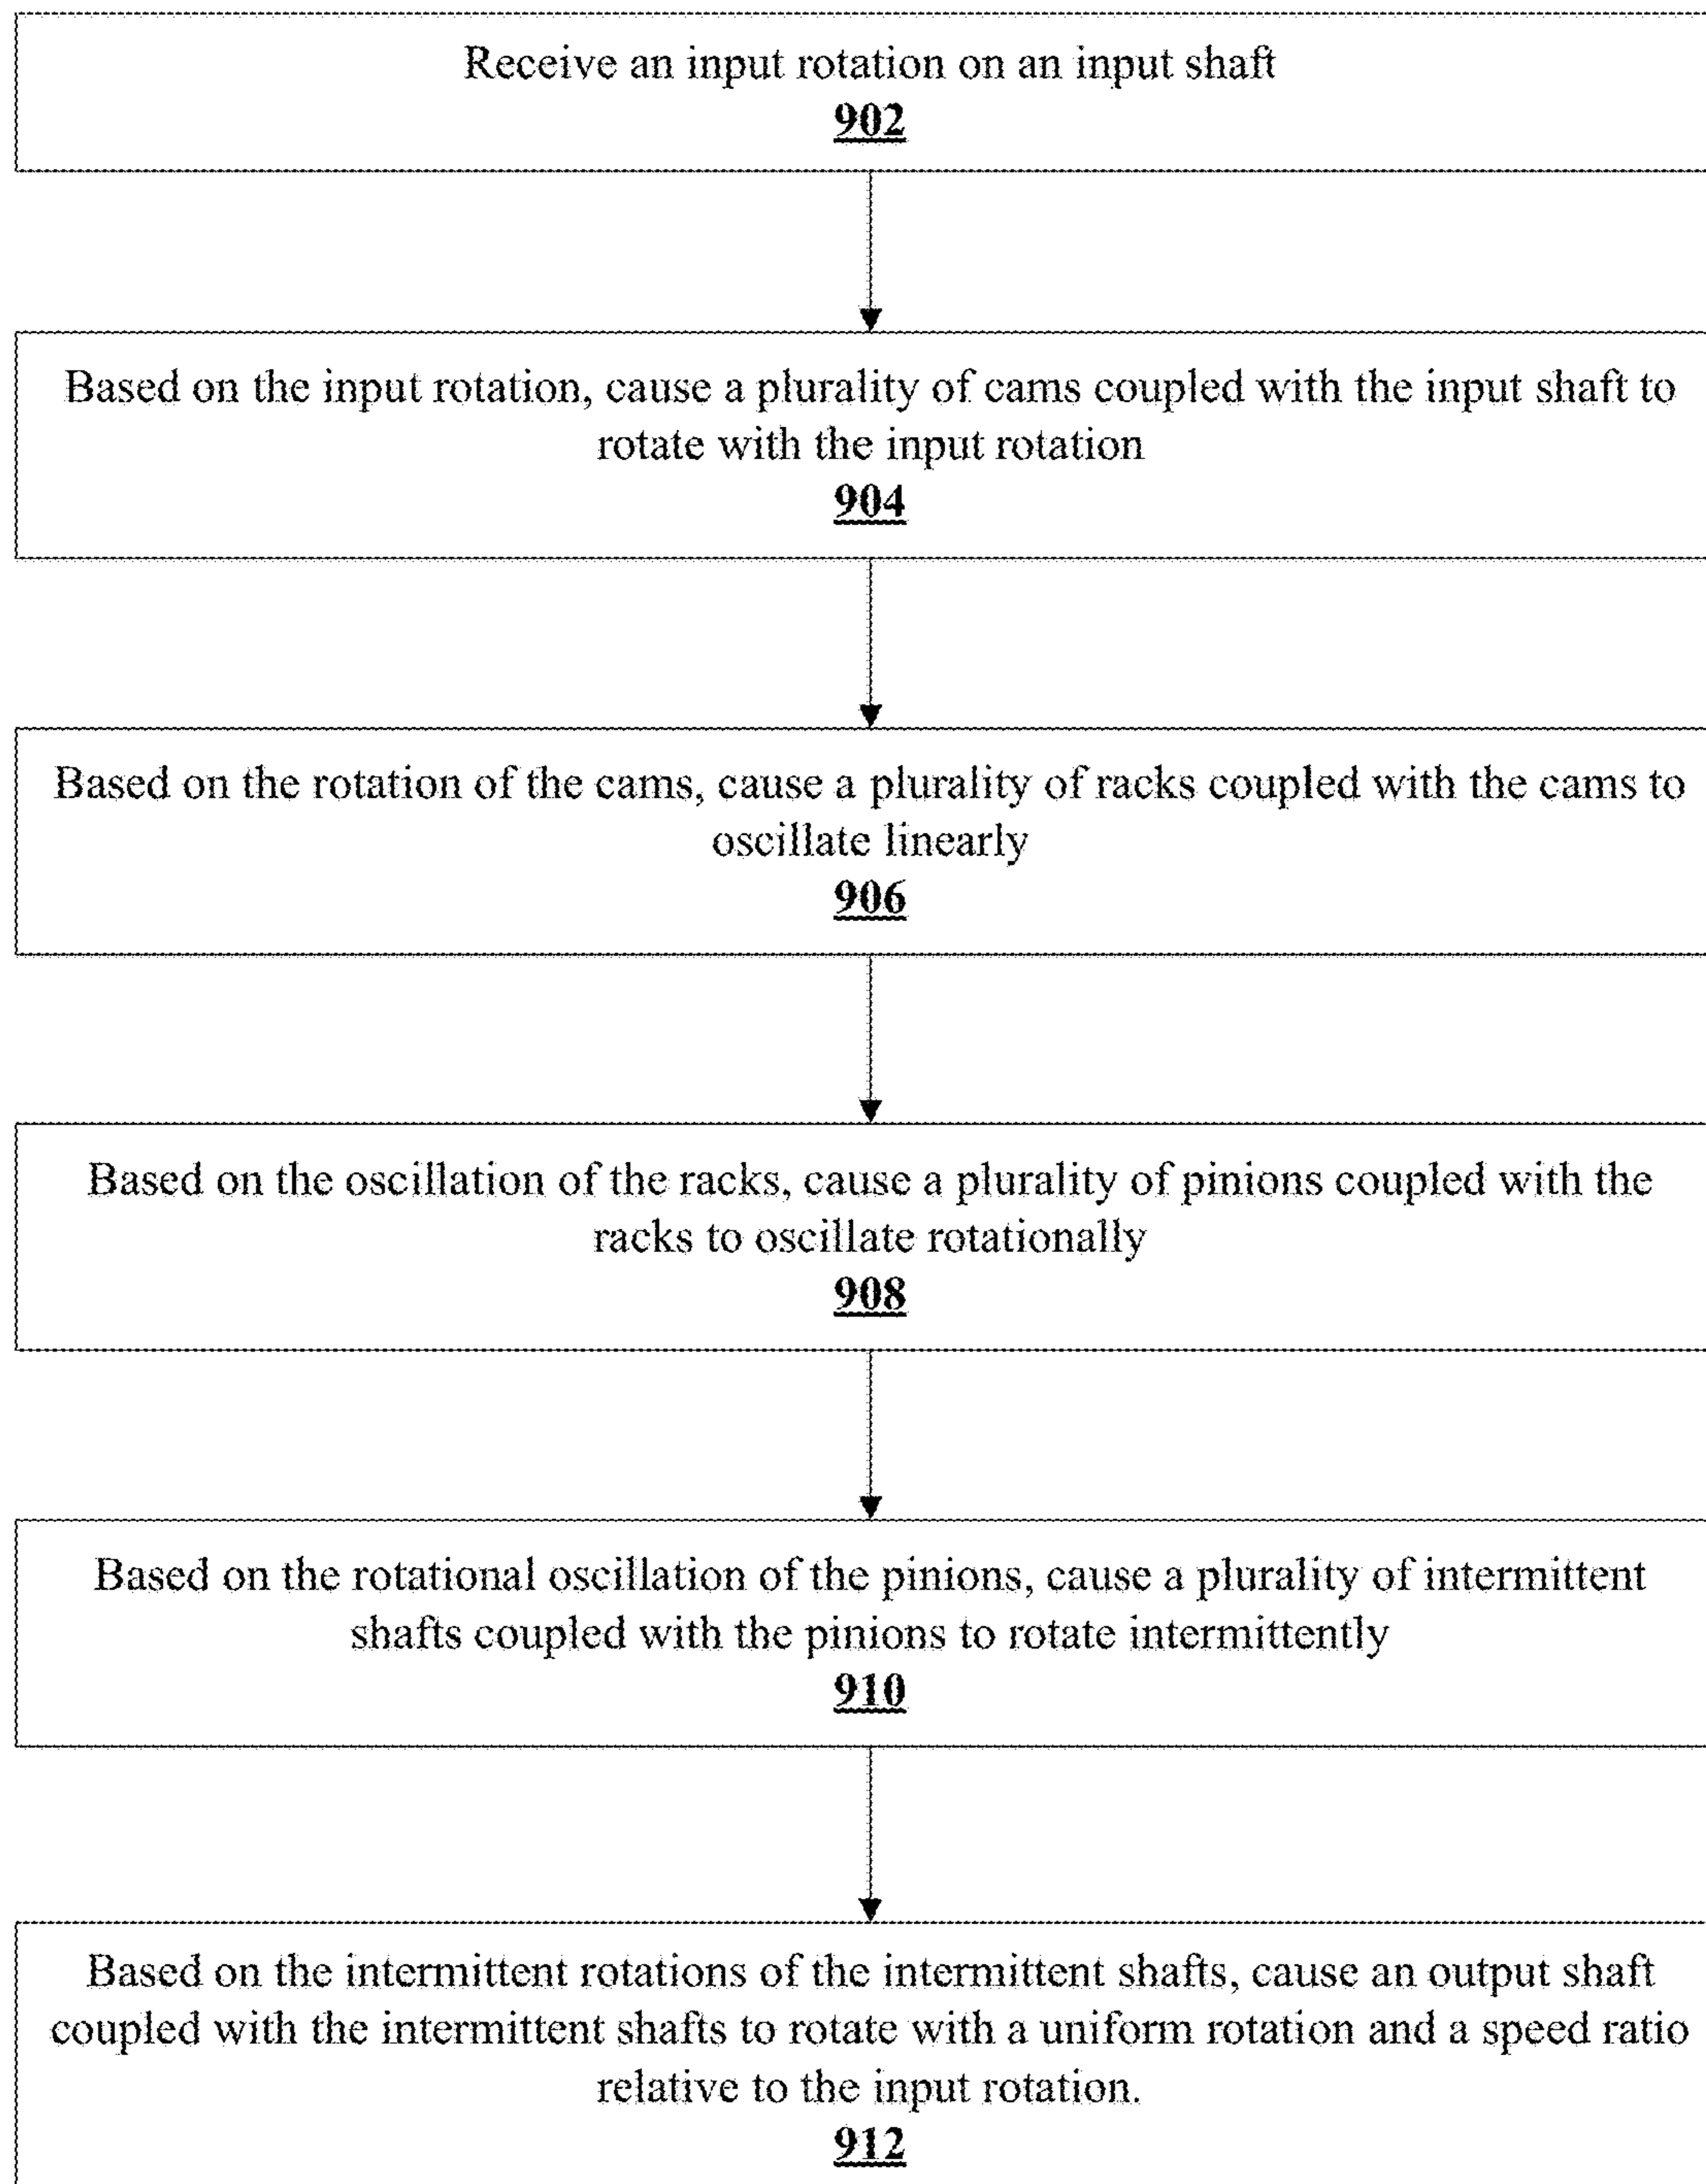 Receive an input rotation on an input shaft
902
Based on the input rotation, cause a plurality of cams coupled with the input shaft to
rotate with the input rotation
904
Based on the rotation of the cams, cause a plurality of racks coupled with the cams to
oscillate linearly
906
Based on the oscillation of the racks, cause a plurality of pinions coupled with the
racks to oscillate rotationally
908
Based on the rotational oscillation of the pinions, cause a plurality of intermittent
shafts coupled with the pinions to rotate intermittently
910
Based on the intermittent rotations of the intermittent shafts, cause an output shaft
coupled with the intermittent shafts to rotate with a uniform rotation and a speed ratio
relative to the input rotation.
912